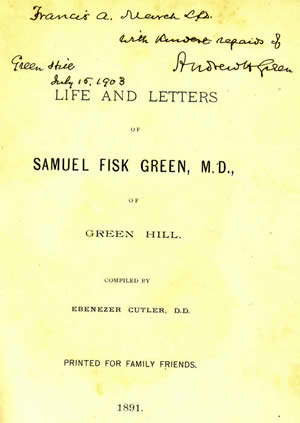 Francis A. March LLD.
with kindest regards of
Green Hill Andrew H Green
July 15, 1903
LIFE AND LETTERS
OF
SAMUEL FISK GREEN, M.D.,
OF
GREEN HILL.
COMPILED BY
EBENEZER CUTLER, D.D.
PRINTED FOR FAMILY FRIENDS.
1891.